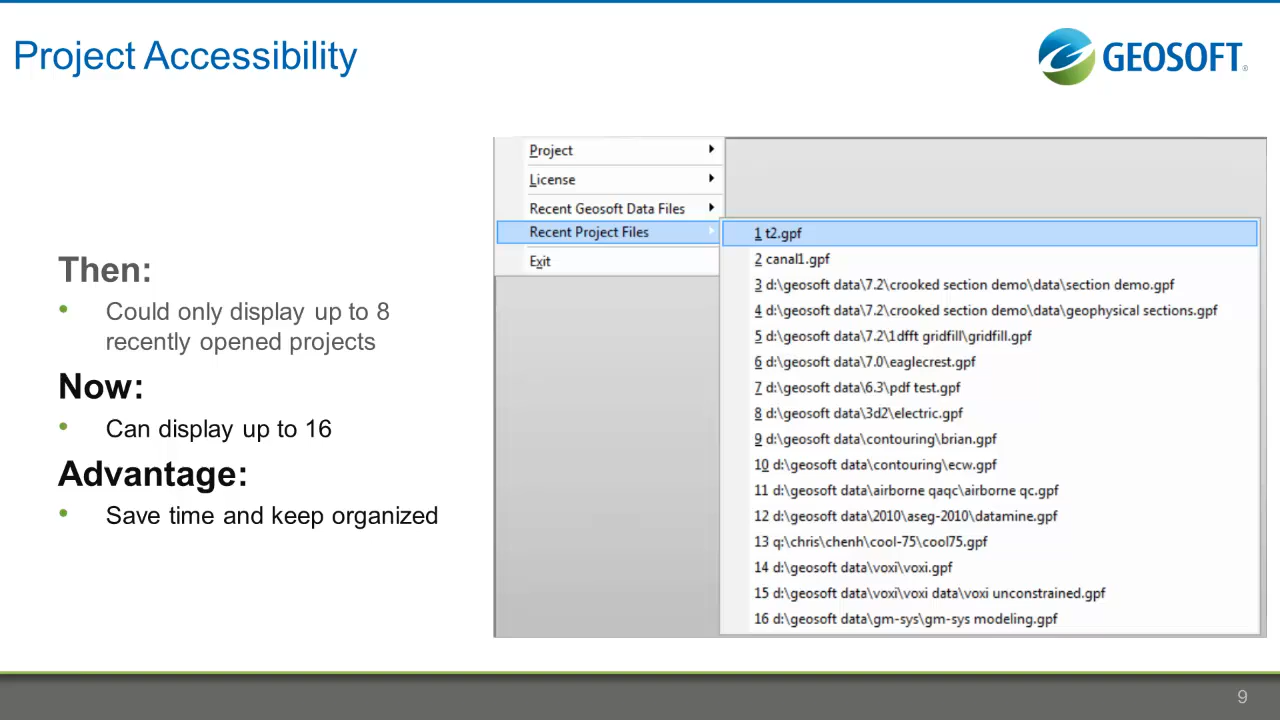 Project Accessibility
GEOSOFT®
Then:
• Could only display up to 8
recently opened projects
Now:
• Can display up to 16
Advantage:
• Save time and keep organized
Project
License
Recent Geosoft Data Files
Recent Project Files
Exit
1 t2.gpf
2 canal1.gpf
3 d:\geosoft data\7.2\crooked section demo\data\section demo.gpf
4 d:\geosoft data\7.2\crooked section demo\data\geophysical sections.gpf
5 d:\geosoft data\7.2\1dfft gridfill\gridfill.gpf
6 d:\geosoft data\7.0\eaglecrest.gpf
7 d:\geosoft data\6.3\pdf test.gpf
8 d:\geosoft data\3d2\electric.gpf
9 d:\geosoft data\contouring\brian.gpf
10 d:\geosoft data\contouring\ecw.gpf
11 d:\geosoft data\airborne qaqc\airborne qc.gpf
12 d:\geosoft data\2010\aseg-2010\datamine.gpf
13 q:\chris\chenh\cool-75\cool75.gpf
14 d:\geosoft data\voxi\voxi.gpf
15 d:\geosoft data\voxi\voxi data\voxi unconstrained.gpf
16 d:\geosoft data\gm-sys\gm-sys modeling.gpf
9